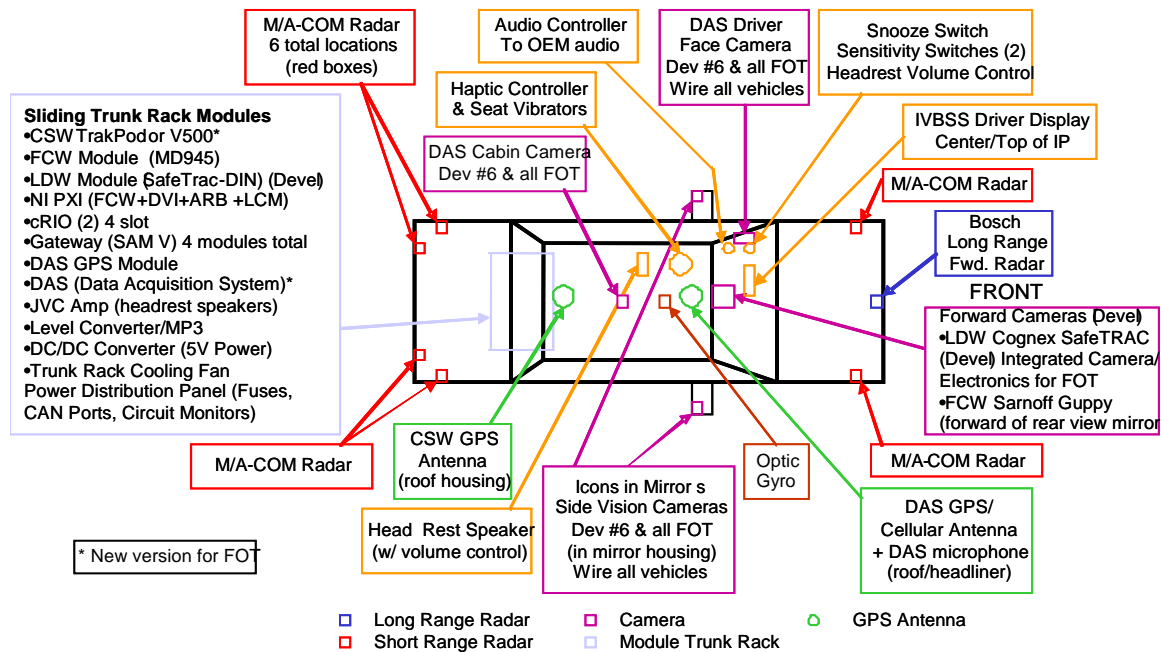 M/A-COM Radar
6 total locations
(red boxes)
Audio Controller
To OEM audio
DAS Driver
Face Camera
Dev #6 & all FOT
Wire all vehicles
Snooze Switch
Sensitivity Switches (2)
Headrest Volume Control
Haptic Controller
& Seat Vibrators
IVBSS Driver Display
Center/Top of IP
Sliding Trunk Rack Modules
•CSW TrakPod or V500*
•FCW Module (MD945)
•LDW Module (SafeTrac-DIN) (Devel)
•NI PXI (FCW+DVI+ARB +LCM)
•cRIO (2) 4 slot
•Gateway (SAM V) 4 modules total
•DAS GPS Module
•DAS (Data Acquisition System)*
•JVC Amp (headrest speakers)
•Level Converter/MP3
•DC/DC Converter (5V Power)
•Trunk Rack Cooling Fan
Power Distribution Panel (Fuses,
CAN Ports, Circuit Monitors)
DAS Cabin Camera
Dev #6 & all FOT
M/A-COM Radar
Bosch
Long Range
Fwd. Radar
FRONT
Forward Cameras (Devel)
•LDW Cognex SafeTRAC
(Devel) Integrated Camera/
Electronics for FOT
•FCW Sarnoff Guppy
(forward of rear view mirror
M/A-COM Radar
CSW GPS
Antenna
(roof housing)
Icons in Mirror s
Side Vision Cameras
Dev #6 & all FOT
(in mirror housing)
Wire all vehicles
Optic
Gyro
M/A-COM Radar
Head Rest Speaker
(w/ volume control)
DAS GPS/
Cellular Antenna
+ DAS microphone
(roof/headliner)
* New version for FOT
Long Range Radar
Camera
GPS Antenna
Short Range Radar
Module Trunk Rack